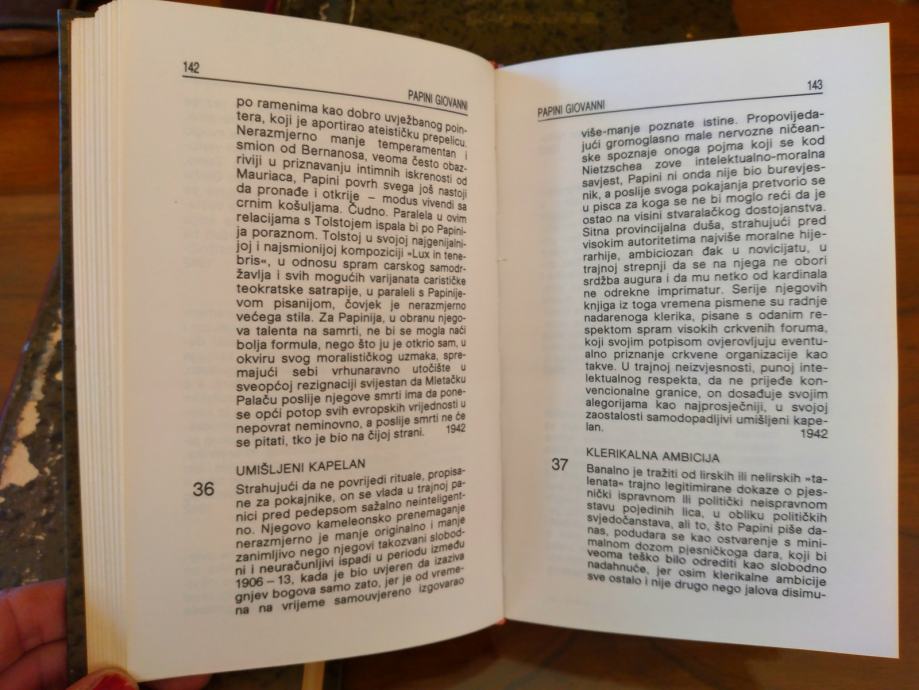 142
PAPINI GIOVANNI
po ramenima kao dobro uvježbanog poin-
tera, koji je aportirao ateističku prepelicu.
Nerazmjerno manje temperamentan i
smion od Bernanosa, veoma često obaz-
riviji u priznavanju intimnih iskrenosti od
Mauriaca, Papini povrh svega još nastoji
da pronađe i otkrije – modus vivendi sa
crnim košuljama. Čudno. Paralela u ovim
relacijama s Tolstojem ispala bi po Papini-
ja poraznom. Tolstoj u svojoj najgenijalni-
joj i najsmionijoj kompoziciji »Lux in tene-
bris«, u odnosu spram carskog samodr-
žavlja i svih mogućih varijanata carističke
teokratske satrapije, u paraleli s Papinije-
vom pisanijom, čovjek je nerazmjerno
većega stila. Za Papinija, u obranu njego-
va talenta na samrti, ne bi se mogla naći
bolja formula, nego što ju je otkrio sam, u
okviru svog moralističkog uzmaka, spre-
majući sebi vrhunaravno utočište u
sveopćoj rezignaciji svijestan da Mletačku
Palaču poslije njegove smrti ima da pone-
se opći potop svih evropskih vrijednosti u
nepovrat neminovno, a poslije smrti ne će
se pitati, tko je bio na čijoj strani. 1942
UMIŠLJENI KAPELAN
36 Strahujući da ne povrijedi rituale, propisa-
ne za pokajnike, on se vlada u trajnoj pa-
nici pred pedepsom sažalno neinteligent-
no. Njegovo kameleonsko prenemaganje
nerazmjerno je manje originalno i manje
zanimljivo nego njegovi takozvani slobod-
ni i neuračunljivi ispadi u periodu između
1906 – 13, kada je bio uvjeren da izaziva
gnjev bogova samo zato, jer je od vreme-
na na vrijeme samouvjereno izgovarao
143
PAPINI GIOVANNI
više-manje poznate istine. Propovijeda-
jući gromoglasno male nervozne ničean-
ske spoznaje onoga pojma koji se kod
Nietzschea zove intelektualno-moralna
savjest, Papini ni onda nije bio burevjes-
nik, a poslije svoga pokajanja pretvorio se
u pisca za koga se ne bi moglo reći da je
ostao na visini stvaralačkog dostojanstva.
Sitna provincijalna duša, strahujući pred
visokim autoritetima najviše moralne hije-
rarhije, ambiciozan đak u novicijatu, u
trajnoj strepnji da se na njega ne obori
srdžba augura i da mu netko od kardinala
ne odrekne imprimatur. Serije njegovih
knjiga iz toga vremena pismene su radnje
nadarenoga klerika, pisane s odanim re-
spektom spram visokih crkvenih foruma,
koji svojim potpisom ovjerovljuju eventu-
alno priznanje crkvene organizacije kao
takve. U trajnoj neizvjesnosti, punoj inte-
lektualnog respekta, da ne prijeđe kon-
vencionalne granice, on dosađuje svojim
alegorijama kao najprosječniji, u svojoj
zaostalosti samodopadljivi umišljeni kape-
lan. 1942
KLERIKALNA AMBICIJA
37 Banalno je tražiti od lirskih ili nelirskih »ta-
lenata« trajno legitimirane dokaze o pjes-
nički ispravnom ili politički neispravnom
stavu pojedinih lica, u obliku političkih
svjedočanstava, ali to, što Papini piše da-
nas, podudara se kao ostvarenje s mini-
malnom dozom pjesničkoga dara, koji bi
veoma teško bilo odrediti kao slobodno
nadahnuće, jer osim klerikalne ambicije
sve ostalo i nije drugo nego jalova disimu-